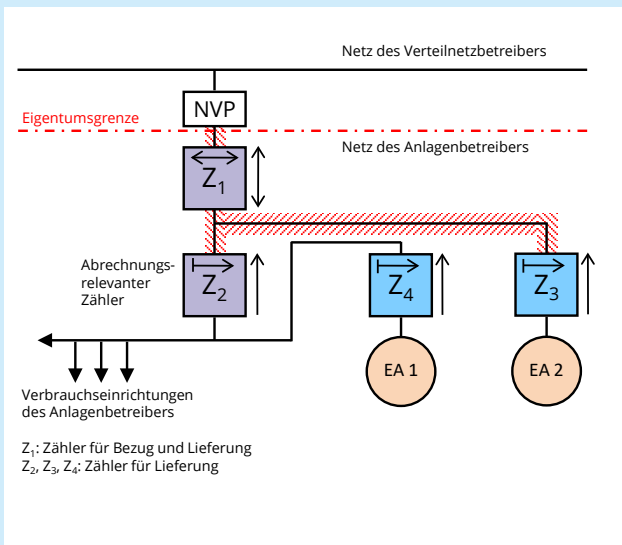 Netz des Verteilnetzbetreibers
NVP
Eigentumsgrenze
Netz des Anlagenbetreibers
Z₁
Abrechnungs-
relevanter
Zähler
Z₂
Z₄
Z₃
EA 1
EA 2
Verbrauchseinrichtungen
des Anlagenbetreibers
Z₁: Zähler für Bezug und Lieferung
Z₂, Z₃, Z₄: Zähler für Lieferung